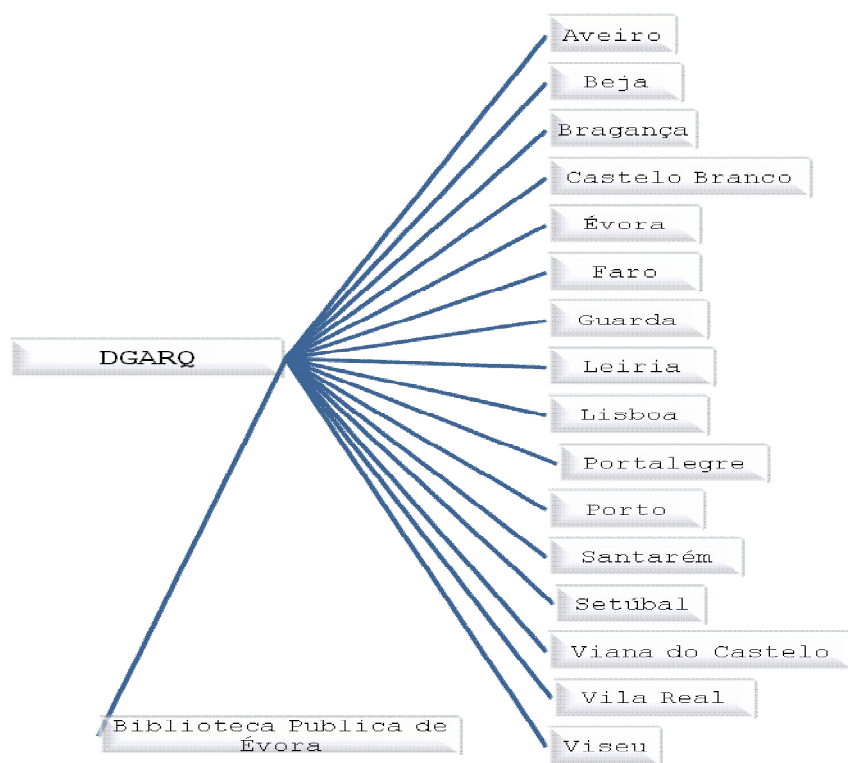 Aveiro
Beja
Bragança
Castelo Branco
Évora
Faro
Guarda
DGARQ
Leiria
Lisboa
Portalegre
Porto
Santarém
Setúbal
Viana do Castelo
Vila Real
Biblioteca Publica de
Évora
Viseu